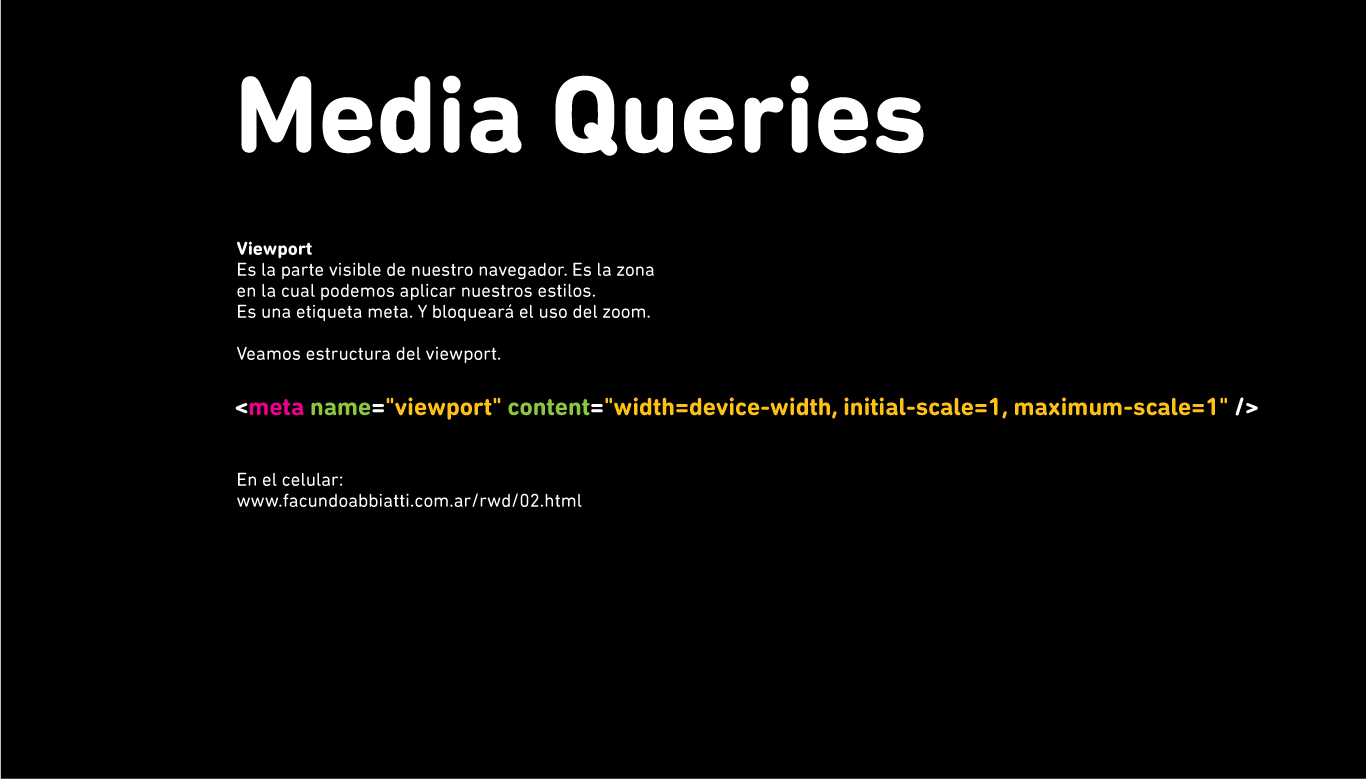 Media Queries
Viewport
Es la parte visible de nuestro navegador. Es la zona
en la cual podemos aplicar nuestros estilos.
Es una etiqueta meta. Y bloqueará el uso del zoom.
Veamos estructura del viewport.
<meta name="viewport" content="width=device-width, initial-scale=1, maximum-scale=1" />
En el celular:
www.facundoabbiatti.com.ar/rwd/02.html